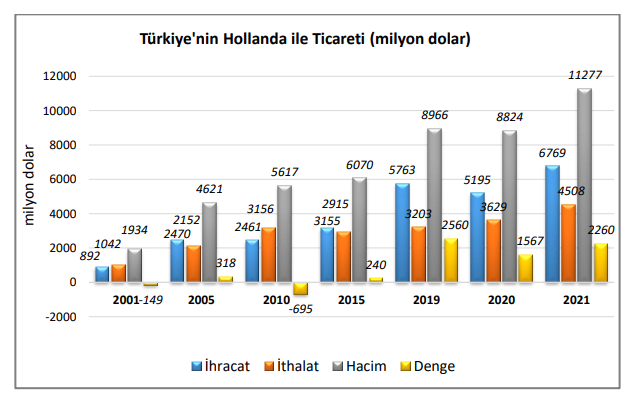 Türkiye'nin Hollanda ile Ticareti (milyon dolar)
milyon dolar
12000
10000
8000
6000
4000
2000
0
-2000
892 1042 1934 -149
2470 2152 4621 318
2461 3156 5617 -695
3155 2915 6070 240
5763 3203 8966 2560
5195 3629 8824 1567
6769 4508 11277 2260
2001 2005 2010 2015 2019 2020 2021
İhracat İthalat Hacim Denge